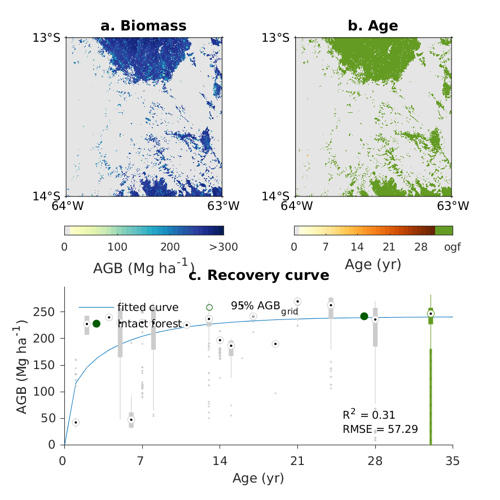 a. Biomass
b. Age
13°S
13°S
14°S
14°S
64°W
63°W
64°W
63°W
0
100
200
>300
0
7
14
21
28
ogf
AGB (Mg ha⁻¹)
Age (yr)
c. Recovery curve
fitted curve
95% AGB_grid
Intact forest
250
200
150
100
50
0
AGB (Mg ha⁻¹)
R² = 0.31
RMSE = 57.29
0
7
14
21
28
35
Age (yr)